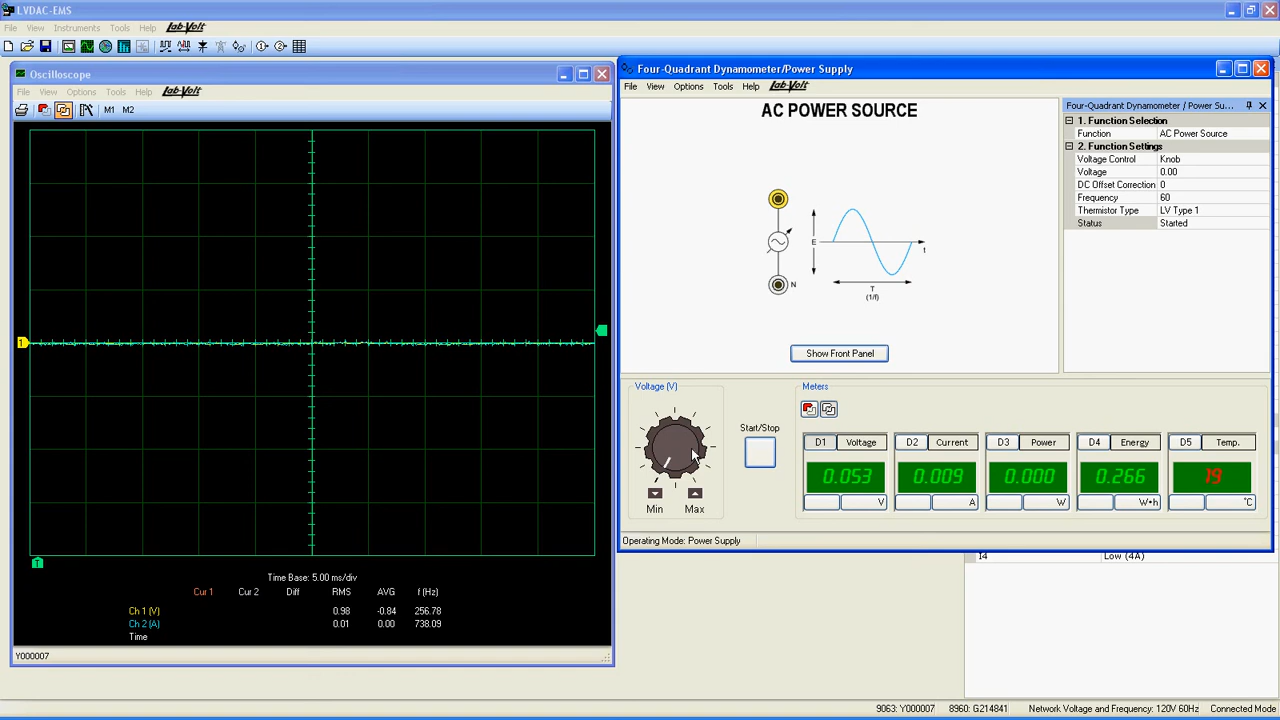 LVDAC-EMS
File View Instruments Tools Help Lab-Volt
Oscilloscope
File View Options Tools Help Lab-Volt
M1 M2
1
T
Time Base: 5.00 ms/div
Cur 1 Cur 2 Diff RMS AVG f (Hz)
Ch 1 (V) 0.98 -0.84 256.78
Ch 2 (A) 0.01 0.00 738.09
Time
Y000007
Four-Quadrant Dynamometer/Power Supply
File View Options Tools Help Lab-Volt
AC POWER SOURCE
E
t
N
T
(1/f)
Show Front Panel
Four-Quadrant Dynamometer / Power Su...
1. Function Selection
Function AC Power Source
2. Function Settings
Voltage Control Knob
Voltage 0.00
DC Offset Correction 0
Frequency 60
Thermistor Type LV Type 1
Status Started
Voltage (V)
Min Max
Start/Stop
Meters
D1 Voltage D2 Current D3 Power D4 Energy D5 Temp.
0.053 0.009 0.000 0.266 19
V A W W•h °C
Operating Mode: Power Supply
I4 Low (4A)
9063: Y000007 8960: G214841 Network Voltage and Frequency: 120V 60Hz Connected Mode